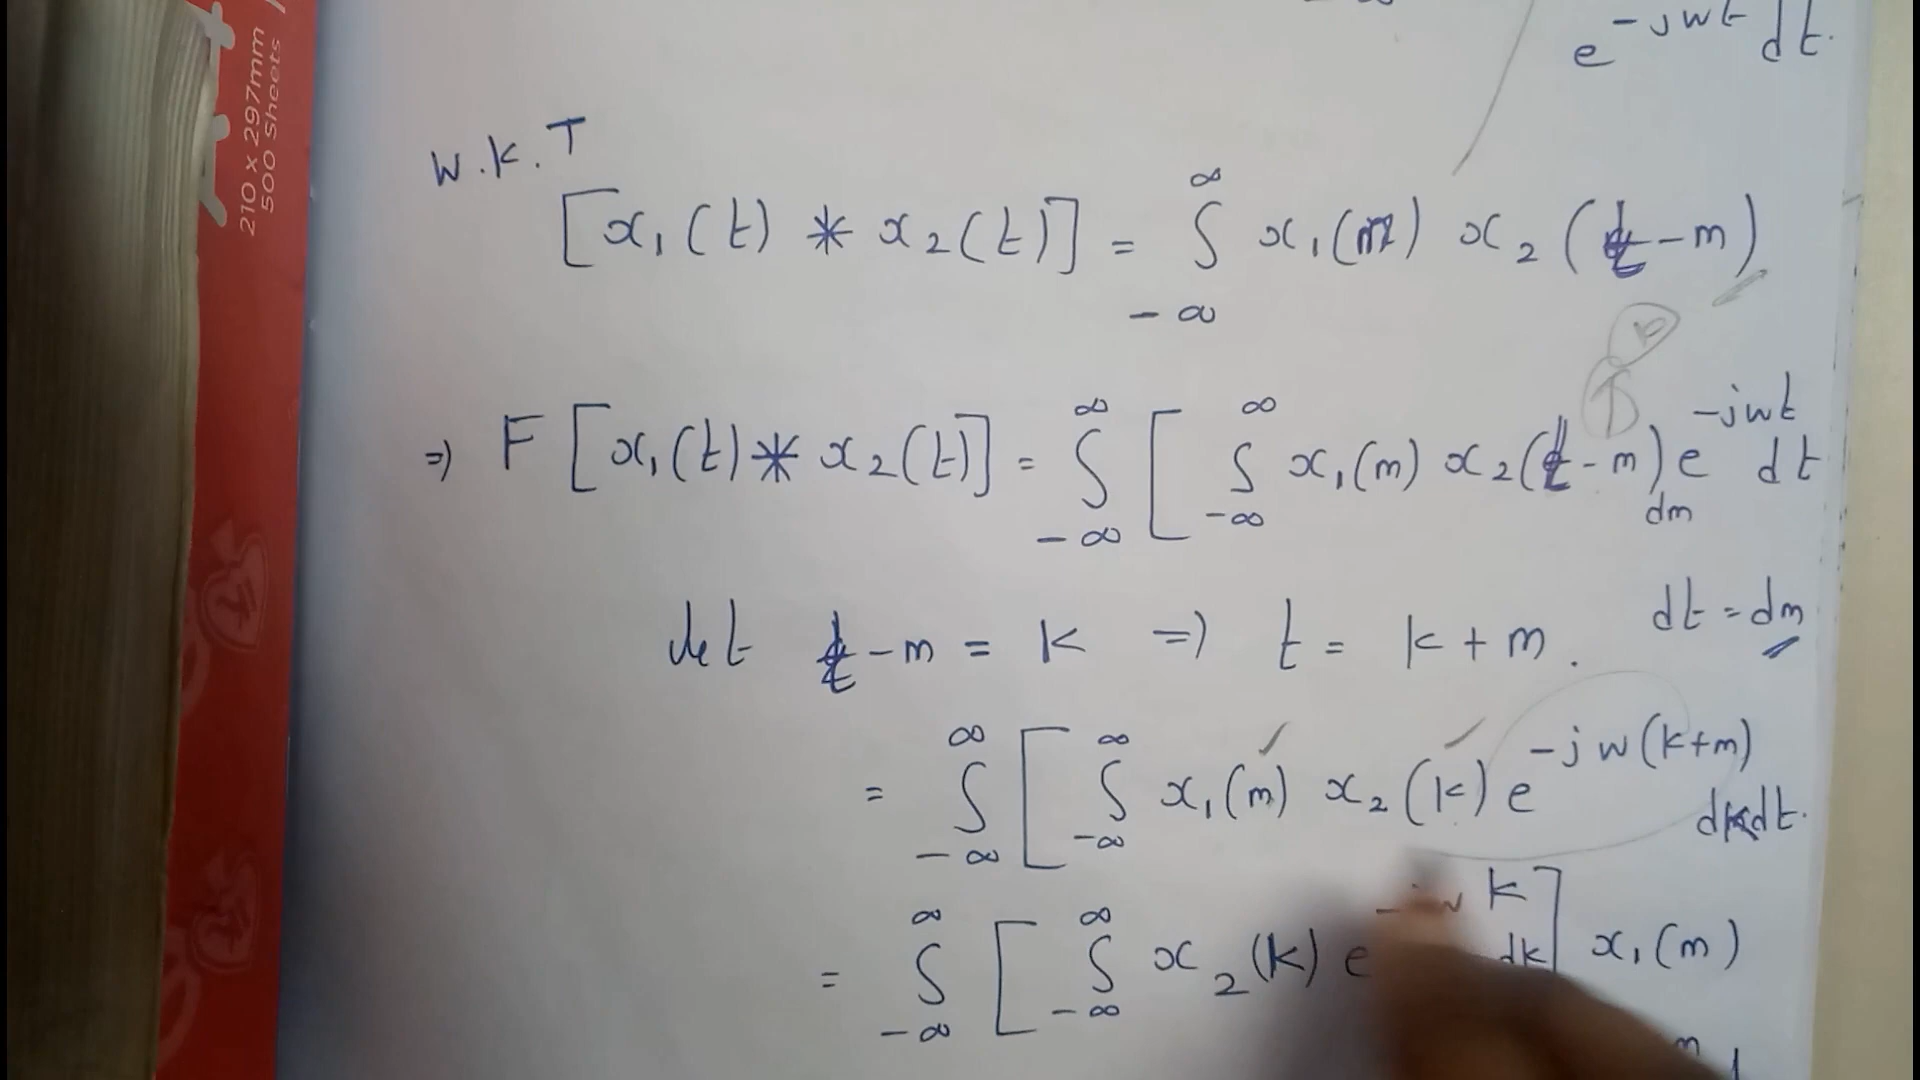 210 x 297mm
500 Sheets
e^{-jwt} dt.
W.K.T
[x₁(t) * x₂(t)] = ∫_{-∞}^{∞} x₁(m) x₂(t-m)
⇒ F[x₁(t) * x₂(t)] = ∫_{-∞}^{∞} [ ∫_{-∞}^{∞} x₁(m) x₂(t-m) dm e^{-jwt} dt
let t-m = k ⇒ t = k+m. dt = dm
= ∫_{-∞}^{∞} [ ∫_{-∞}^{∞} x₁(m) x₂(k) e^{-jw(k+m)} dk dt.
= ∫_{-∞}^{∞} [ ∫_{-∞}^{∞} x₂(k) e^{-jwk} dk] x₁(m)